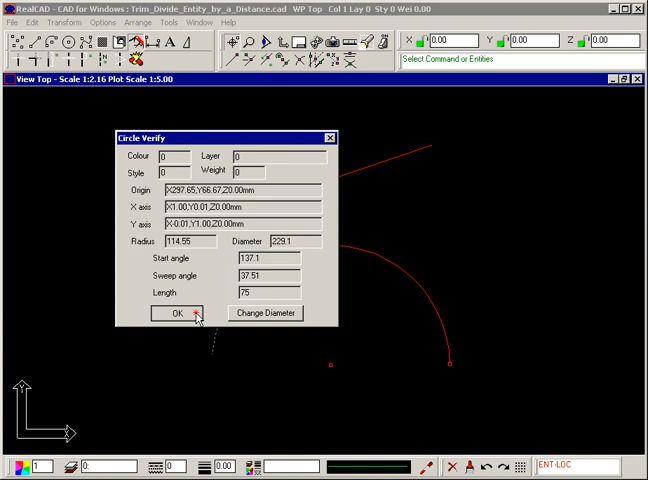 RealCAD - CAD for Windows : Trim_Divide_Entity_by_a_Distance.cad WP Top Col 1 Lay 0 Sty 0 Wei 0.00
File Transform Options Arrange Tools Window Help
X 0.00 Y 0.00 Z 0.00
Select Command or Entities
View Top - Scale 1:2.16 Plot Scale 1:5.00
Circle Verify
Colour 0 Layer 0
Style 0 Weight 0
Origin X297.65,Y66.67,Z0.00mm
X axis X1.00,Y0.01,Z0.00mm
Y axis X-0.01,Y1.00,Z0.00mm
Radius 114.55 Diameter 229.1
Start angle 137.1
Sweep angle 37.51
Length 75
OK Change Diameter
Y
X
1 0: 0 0.00 ENT-LOC